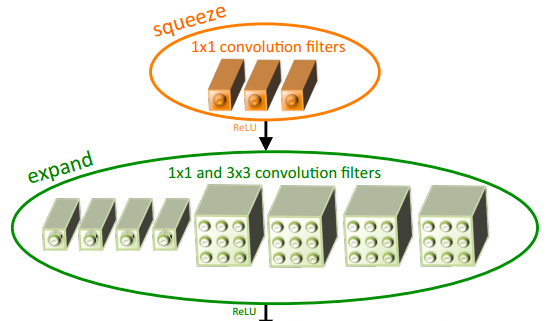 squeeze
1x1 convolution filters
ReLU
expand
1x1 and 3x3 convolution filters
ReLU